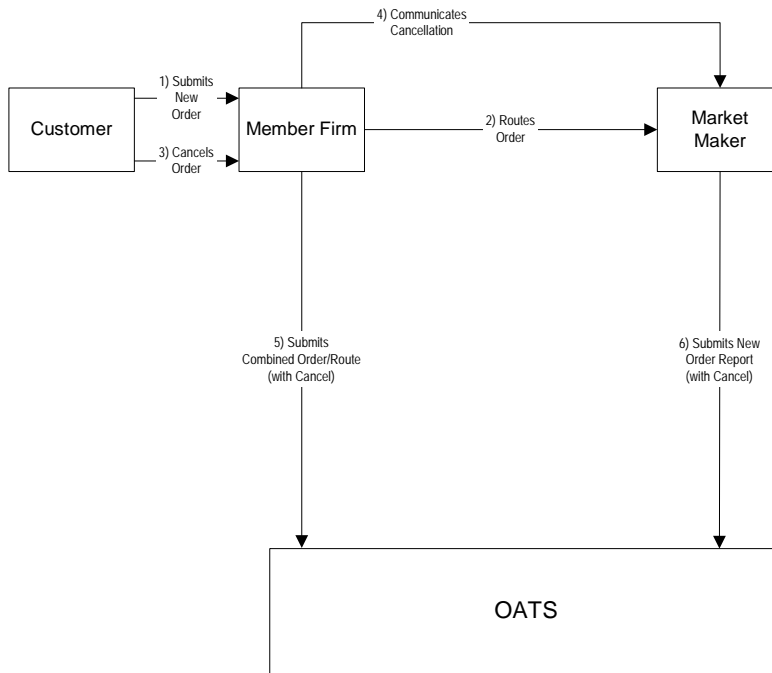 4) Communicates
Cancellation
1) Submits
New
Order
Customer
Member Firm
2) Routes
Order
Market
Maker
3) Cancels
Order
5) Submits
Combined Order/Route
(with Cancel)
6) Submits New
Order Report
(with Cancel)
OATS